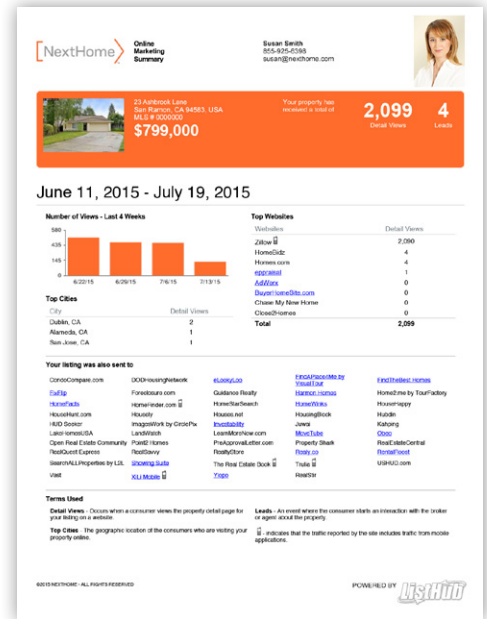 NextHome
Online
Marketing
Summary
Susan Smith
855-925-6398
susan@nexthome.com
23 Ashbrook Lane
San Ramon, CA 94583, USA
MLS # 0000000
$799,000
Your property has
received a total of
2,099
Detail Views
4
Leads
June 11, 2015 - July 19, 2015
Number of Views - Last 4 Weeks
580
435
145
0
6/22/15 6/29/15 7/6/15 7/13/15
Top Websites
Websites Detail Views
Zillow 2,090
HomeBidz 4
Homes.com 4
eppraisal 1
AdWerx 0
BuyerHomeSite.com 0
Chase My New Home 0
Close2Homes 0
Total 2,099
Top Cities
City Detail Views
Dublin, CA 2
Alameda, CA 1
San Jose, CA 1
Your listing was also sent to
CondoCompare.com DODHousingNetwork eLookyLoo FindAPlace4Me by VisualTour FindTheBest Homes
FixFlip Foreclosure.com Guidance Realty Harmon Homes Home2me by TourFactory
HomeFacts HomeFinder.com HomeStarSearch HomeWinks HouseHappy
HouseHunt.com Housely Houses.net HousingBlock Hubdin
HUD Seeker ImagesWork by CirclePix Investability Juwai Kahping
LakeHomesUSA LandWatch LearnMoreNow.com MoveTube Oboo
Open Real Estate Community Point2 Homes PreApprovalLetter.com Property Shark RealEstateCentral
RealQuest Express RealSavvy RealtyStore Realty.co RentalRoost
SearchALLProperties by L2L Showing Suite The Real Estate Book Trulia USHUD.com
Vast XiLi Mobile Yoopa RealStir
Terms Used
Detail Views - Occurs when a consumer views the property detail page for
your listing on a website.
Top Cities - The geographic location of the consumers who are visiting your
property online.
Leads - An event where the consumer starts an interaction with the broker
or agent about the property.
- indicates that the traffic reported by the site includes traffic from mobile
applications.
©2015 NEXTHOME - ALL RIGHTS RESERVED
POWERED BY ListHub